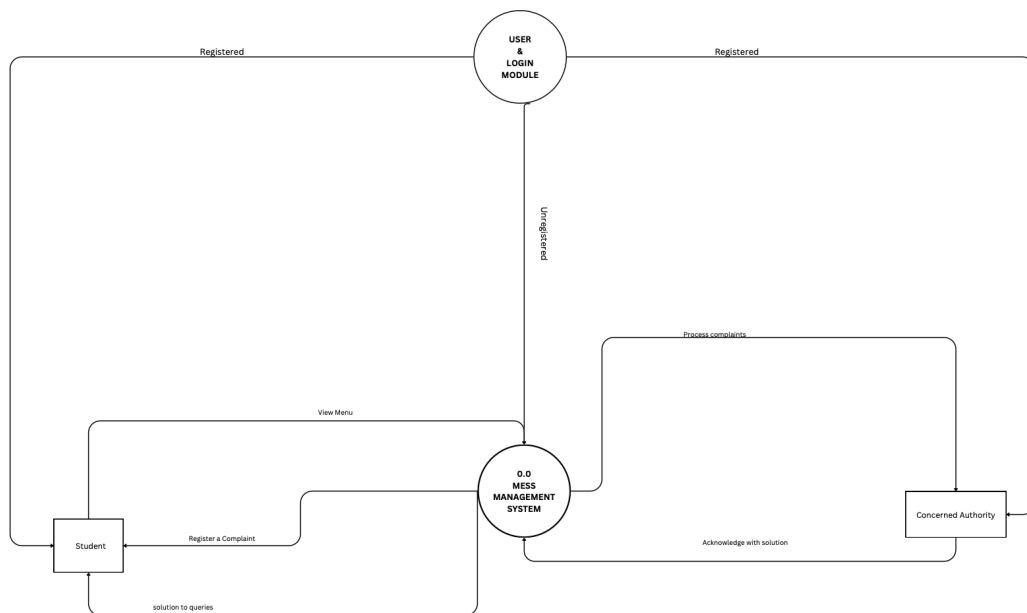 USER
&
LOGIN
MODULE
Registered
Registered
Unregistered
Process complaints
View Menu
0.0
MESS
MANAGEMENT
SYSTEM
Concerned Authority
Student
Register a Complaint
Acknowledge with solution
solution to queries